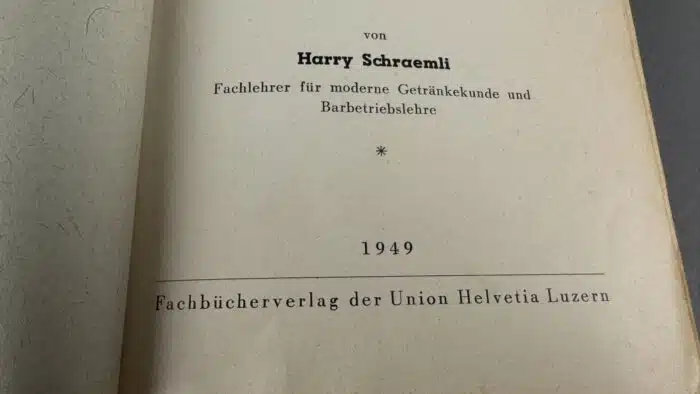 von
Harry Schraemli
Fachlehrer für moderne Getränkekunde und
Barbetriebslehre
*
1949
Fachbücherverlag der Union Helvetia Luzern